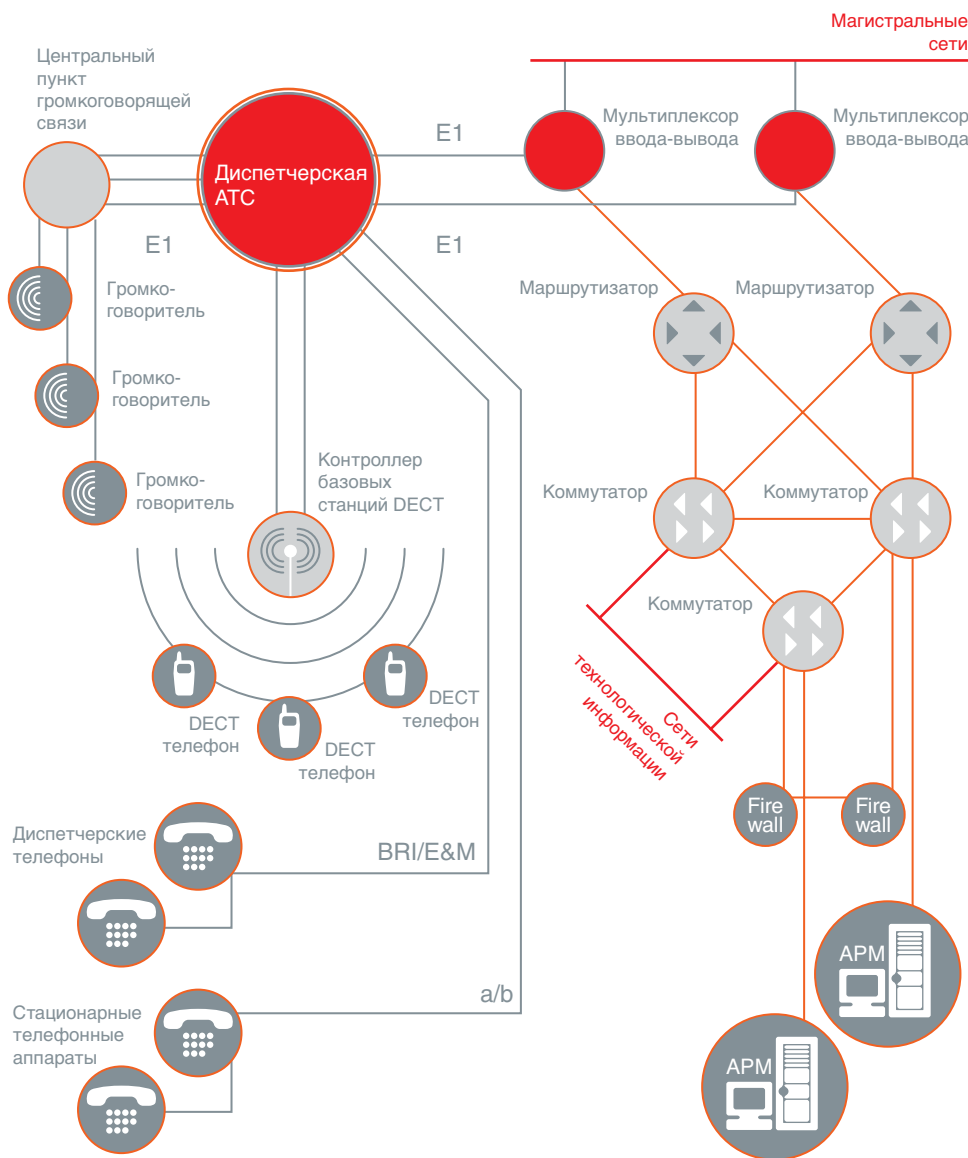 Магистральные
сети
Центральный
пункт
громкоговорящей
связи
E1
Мультиплексор
ввода-вывода
Мультиплексор
ввода-вывода
Диспетчерская
АТС
E1
E1
Громко-
говоритель
Маршрутизатор
Маршрутизатор
Громко-
говоритель
Громко-
говоритель
Контроллер
базовых
станций DECT
Коммутатор
Коммутатор
Коммутатор
Сети
технологической
информации
DECT
телефон
DECT
телефон
DECT
телефон
Fire
wall
Fire
wall
Диспетчерские
телефоны
BRI/E&M
АРМ
a/b
Стационарные
телефонные
аппараты
АРМ